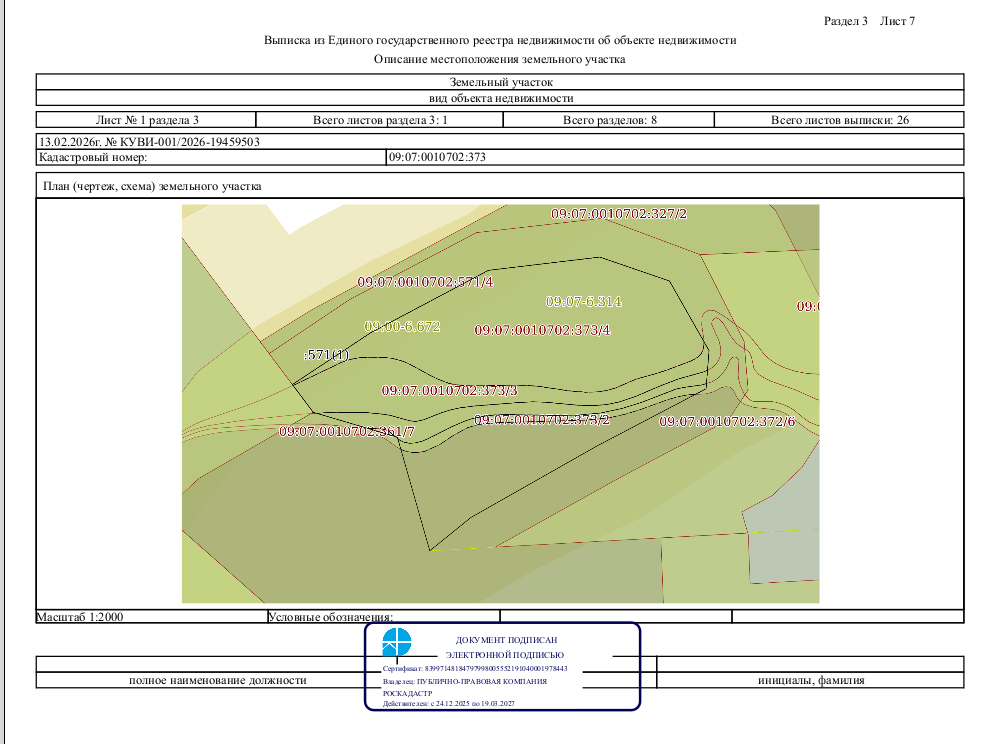 Раздел 3 Лист 7
Выписка из Единого государственного реестра недвижимости об объекте недвижимости
Описание местоположения земельного участка
Земельный участок
вид объекта недвижимости
Лист № 1 раздела 3
Всего листов раздела 3: 1
Всего разделов: 8
Всего листов выписки: 26
13.02.2026г. № КУВИ-001/2026-19459503
Кадастровый номер:
09:07:0010702:373
План (чертеж, схема) земельного участка
09:07:0010702:327/2
09:07:0010702:571/4
09:07-6.314
09:0
09:00-6.672
09:07:0010702:373/4
:571(1)
09:07:0010702:373/3
09:07:0010702:373/2
09:07:0010702:372/6
09:07:0010702:361/7
Масштаб 1:2000
Условные обозначения:
ДОКУМЕНТ ПОДПИСАН
ЭЛЕКТРОННОЙ ПОДПИСЬЮ
Владелец: ПУБЛИЧНО-ПРАВОВАЯ КОМПАНИЯ
РОСКАДАСТР
Действителен: с 24.12.2025 по 19.03.2027
полное наименование должности
инициалы, фамилия